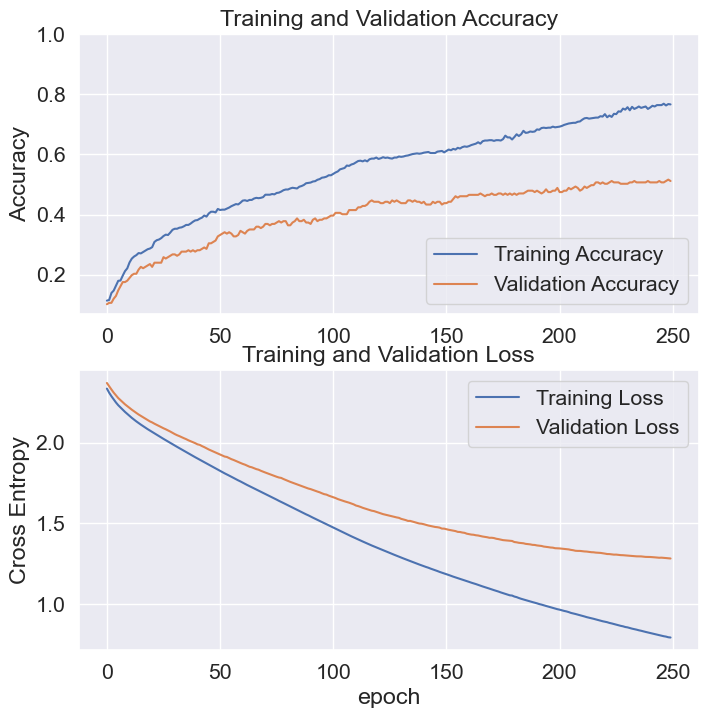 Training and Validation Accuracy
1.0
0.8
0.6
0.4
0.2
Accuracy
Training Accuracy
Validation Accuracy
0 50 100 150 200 250
Training and Validation Loss
2.0
1.5
1.0
Cross Entropy
Training Loss
Validation Loss
0 50 100 150 200 250
epoch